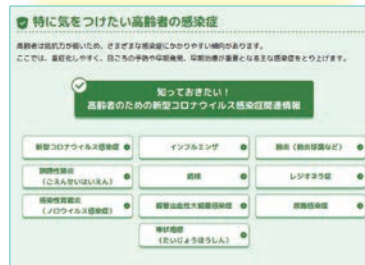 特に気をつけたい高齢者の感染症
高齢者は抵抗力が弱いため、さまざまな感染症にかかりやすい傾向があります。
ここでは、重症化しやすく、日ごろの予防や早期発見、早期治療が重要となる主な感染症をとりあげます。
知っておきたい！
高齢者のための新型コロナウイルス感染症関連情報
新型コロナウイルス感染症
インフルエンザ
肺炎（肺炎球菌など）
誤嚥性肺炎
（ごえんせいはいえん）
結核
レジオネラ症
感染性胃腸炎
（ノロウイルス感染症）
腸管出血性大腸菌感染症
尿路感染症
帯状疱疹
（たいじょうほうしん）